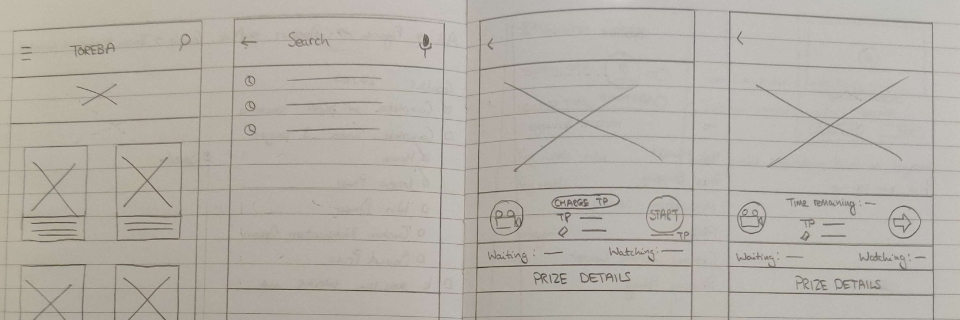 TOREBA
Search
CHARGE TP
TP
START
TP
Waiting: Watching:
PRIZE DETAILS
Time remaining:
TP
Waiting: Watching:
PRIZE DETAILS